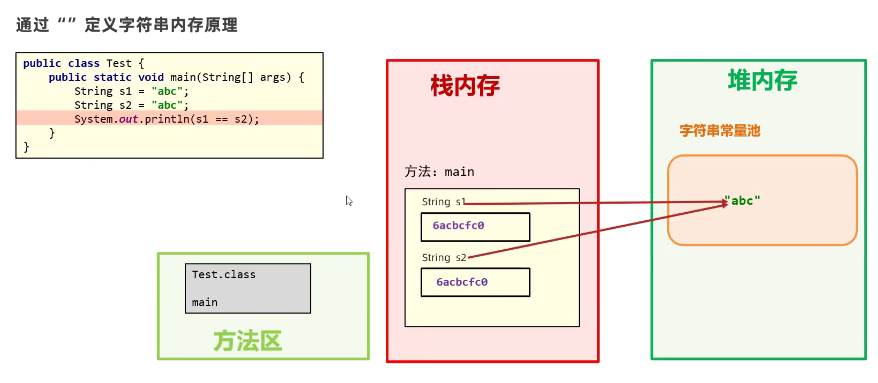 通过“”定义字符串内存原理
public class Test {
    public static void main(String[] args) {
        String s1 = "abc";
        String s2 = "abc";
        System.out.println(s1 == s2);
    }
}
栈内存
方法：main
String s1
6acbcfc0
String s2
6acbcfc0
堆内存
字符串常量池
"abc"
Test.class
main
方法区